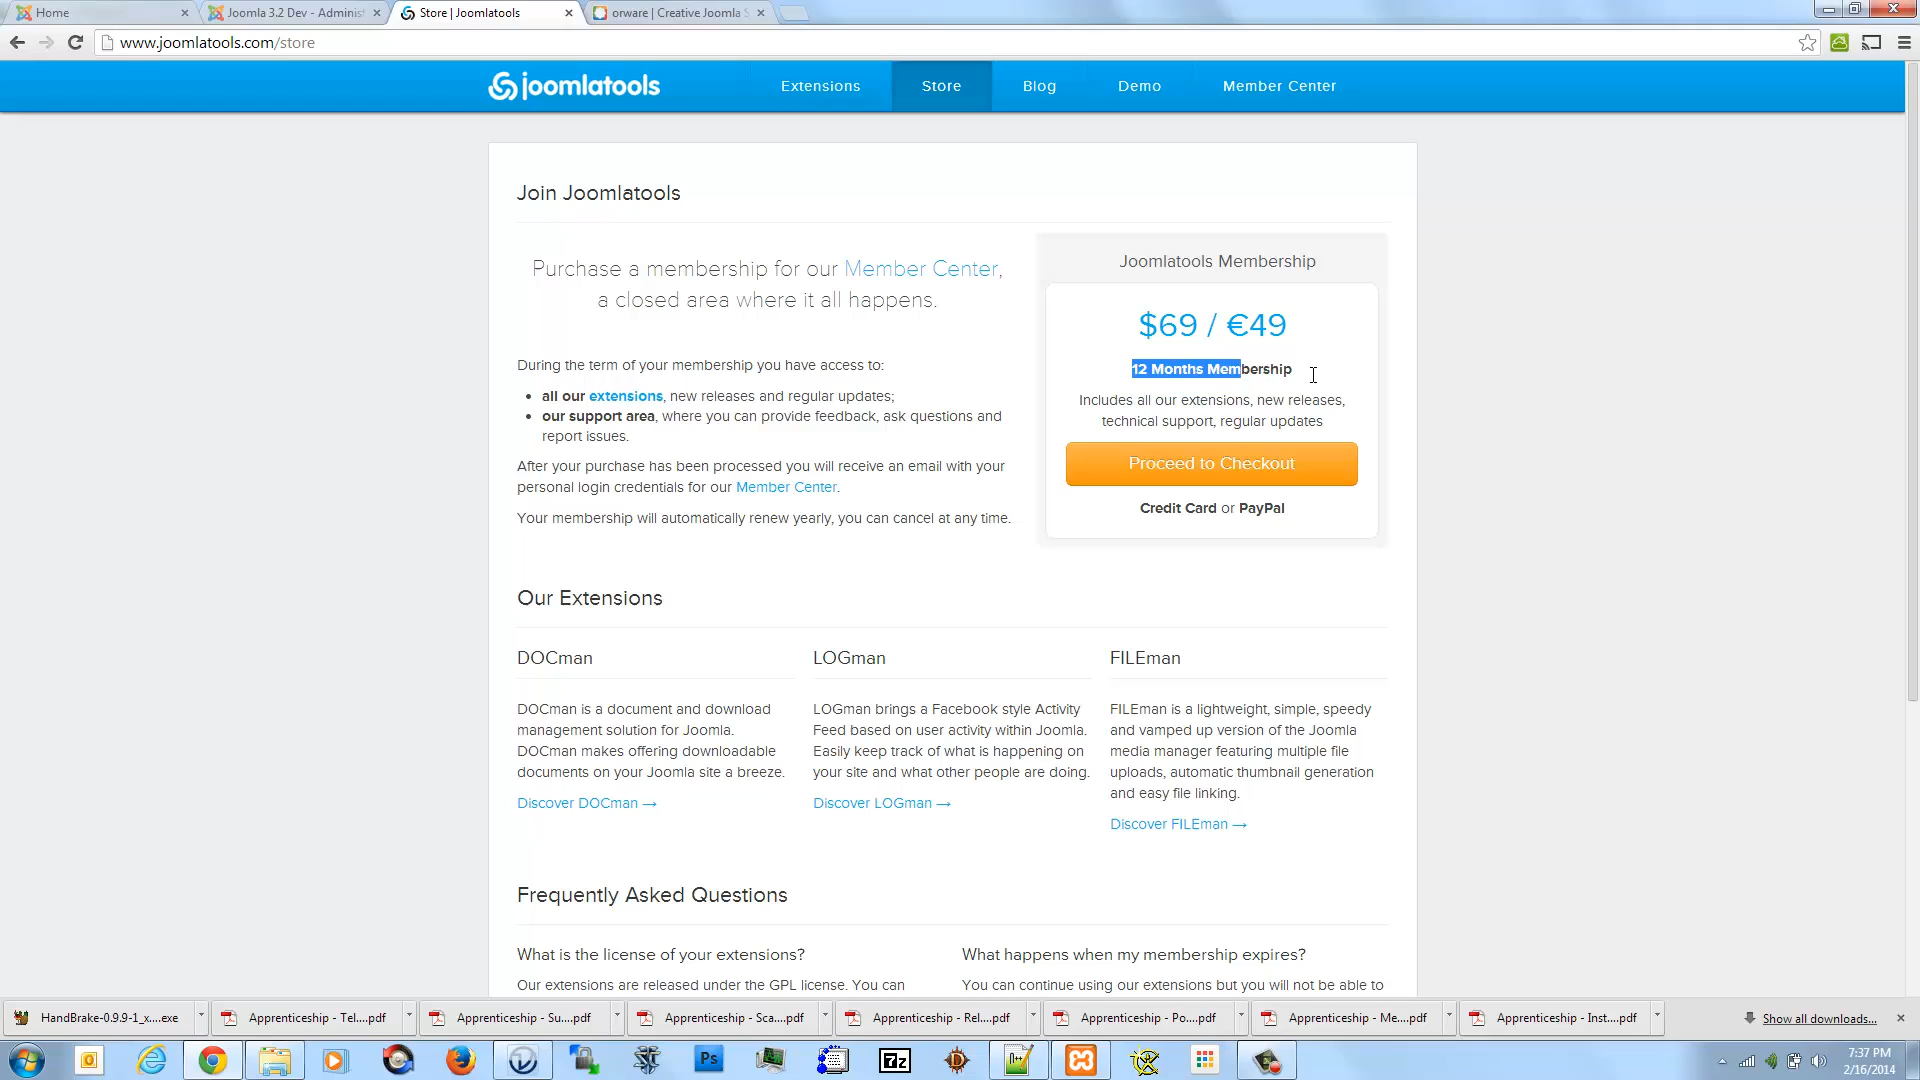 Home
Joomla 3.2 Dev - Administ
Store | Joomlatools
orware | Creative Joomla S
www.joomlatools.com/store
joomlatools
Extensions
Store
Blog
Demo
Member Center
Join Joomlatools
Purchase a membership for our Member Center,
a closed area where it all happens.
During the term of your membership you have access to:
• all our extensions, new releases and regular updates;
• our support area, where you can provide feedback, ask questions and
report issues.
After your purchase has been processed you will receive an email with your
personal login credentials for our Member Center.
Your membership will automatically renew yearly, you can cancel at any time.
Joomlatools Membership
$69 / €49
12 Months Membership
Includes all our extensions, new releases,
technical support, regular updates
Proceed to Checkout
Credit Card or PayPal
Our Extensions
DOCman
DOCman is a document and download
management solution for Joomla.
DOCman makes offering downloadable
documents on your Joomla site a breeze.
Discover DOCman →
LOGman
LOGman brings a Facebook style Activity
Feed based on user activity within Joomla.
Easily keep track of what is happening on
your site and what other people are doing.
Discover LOGman →
FILEman
FILEman is a lightweight, simple, speedy
and vamped up version of the Joomla
media manager featuring multiple file
uploads, automatic thumbnail generation
and easy file linking.
Discover FILEman →
Frequently Asked Questions
What is the license of your extensions?
Our extensions are released under the GPL license. You can
What happens when my membership expires?
You can continue using our extensions but you will not be able to
HandBrake-0.9.9-1_x....exe
Apprenticeship - Tel....pdf
Apprenticeship - Su....pdf
Apprenticeship - Sca....pdf
Apprenticeship - Rel....pdf
Apprenticeship - Po....pdf
Apprenticeship - Me....pdf
Apprenticeship - Inst....pdf
Show all downloads...
Ps
7z
7:37 PM
2/16/2014